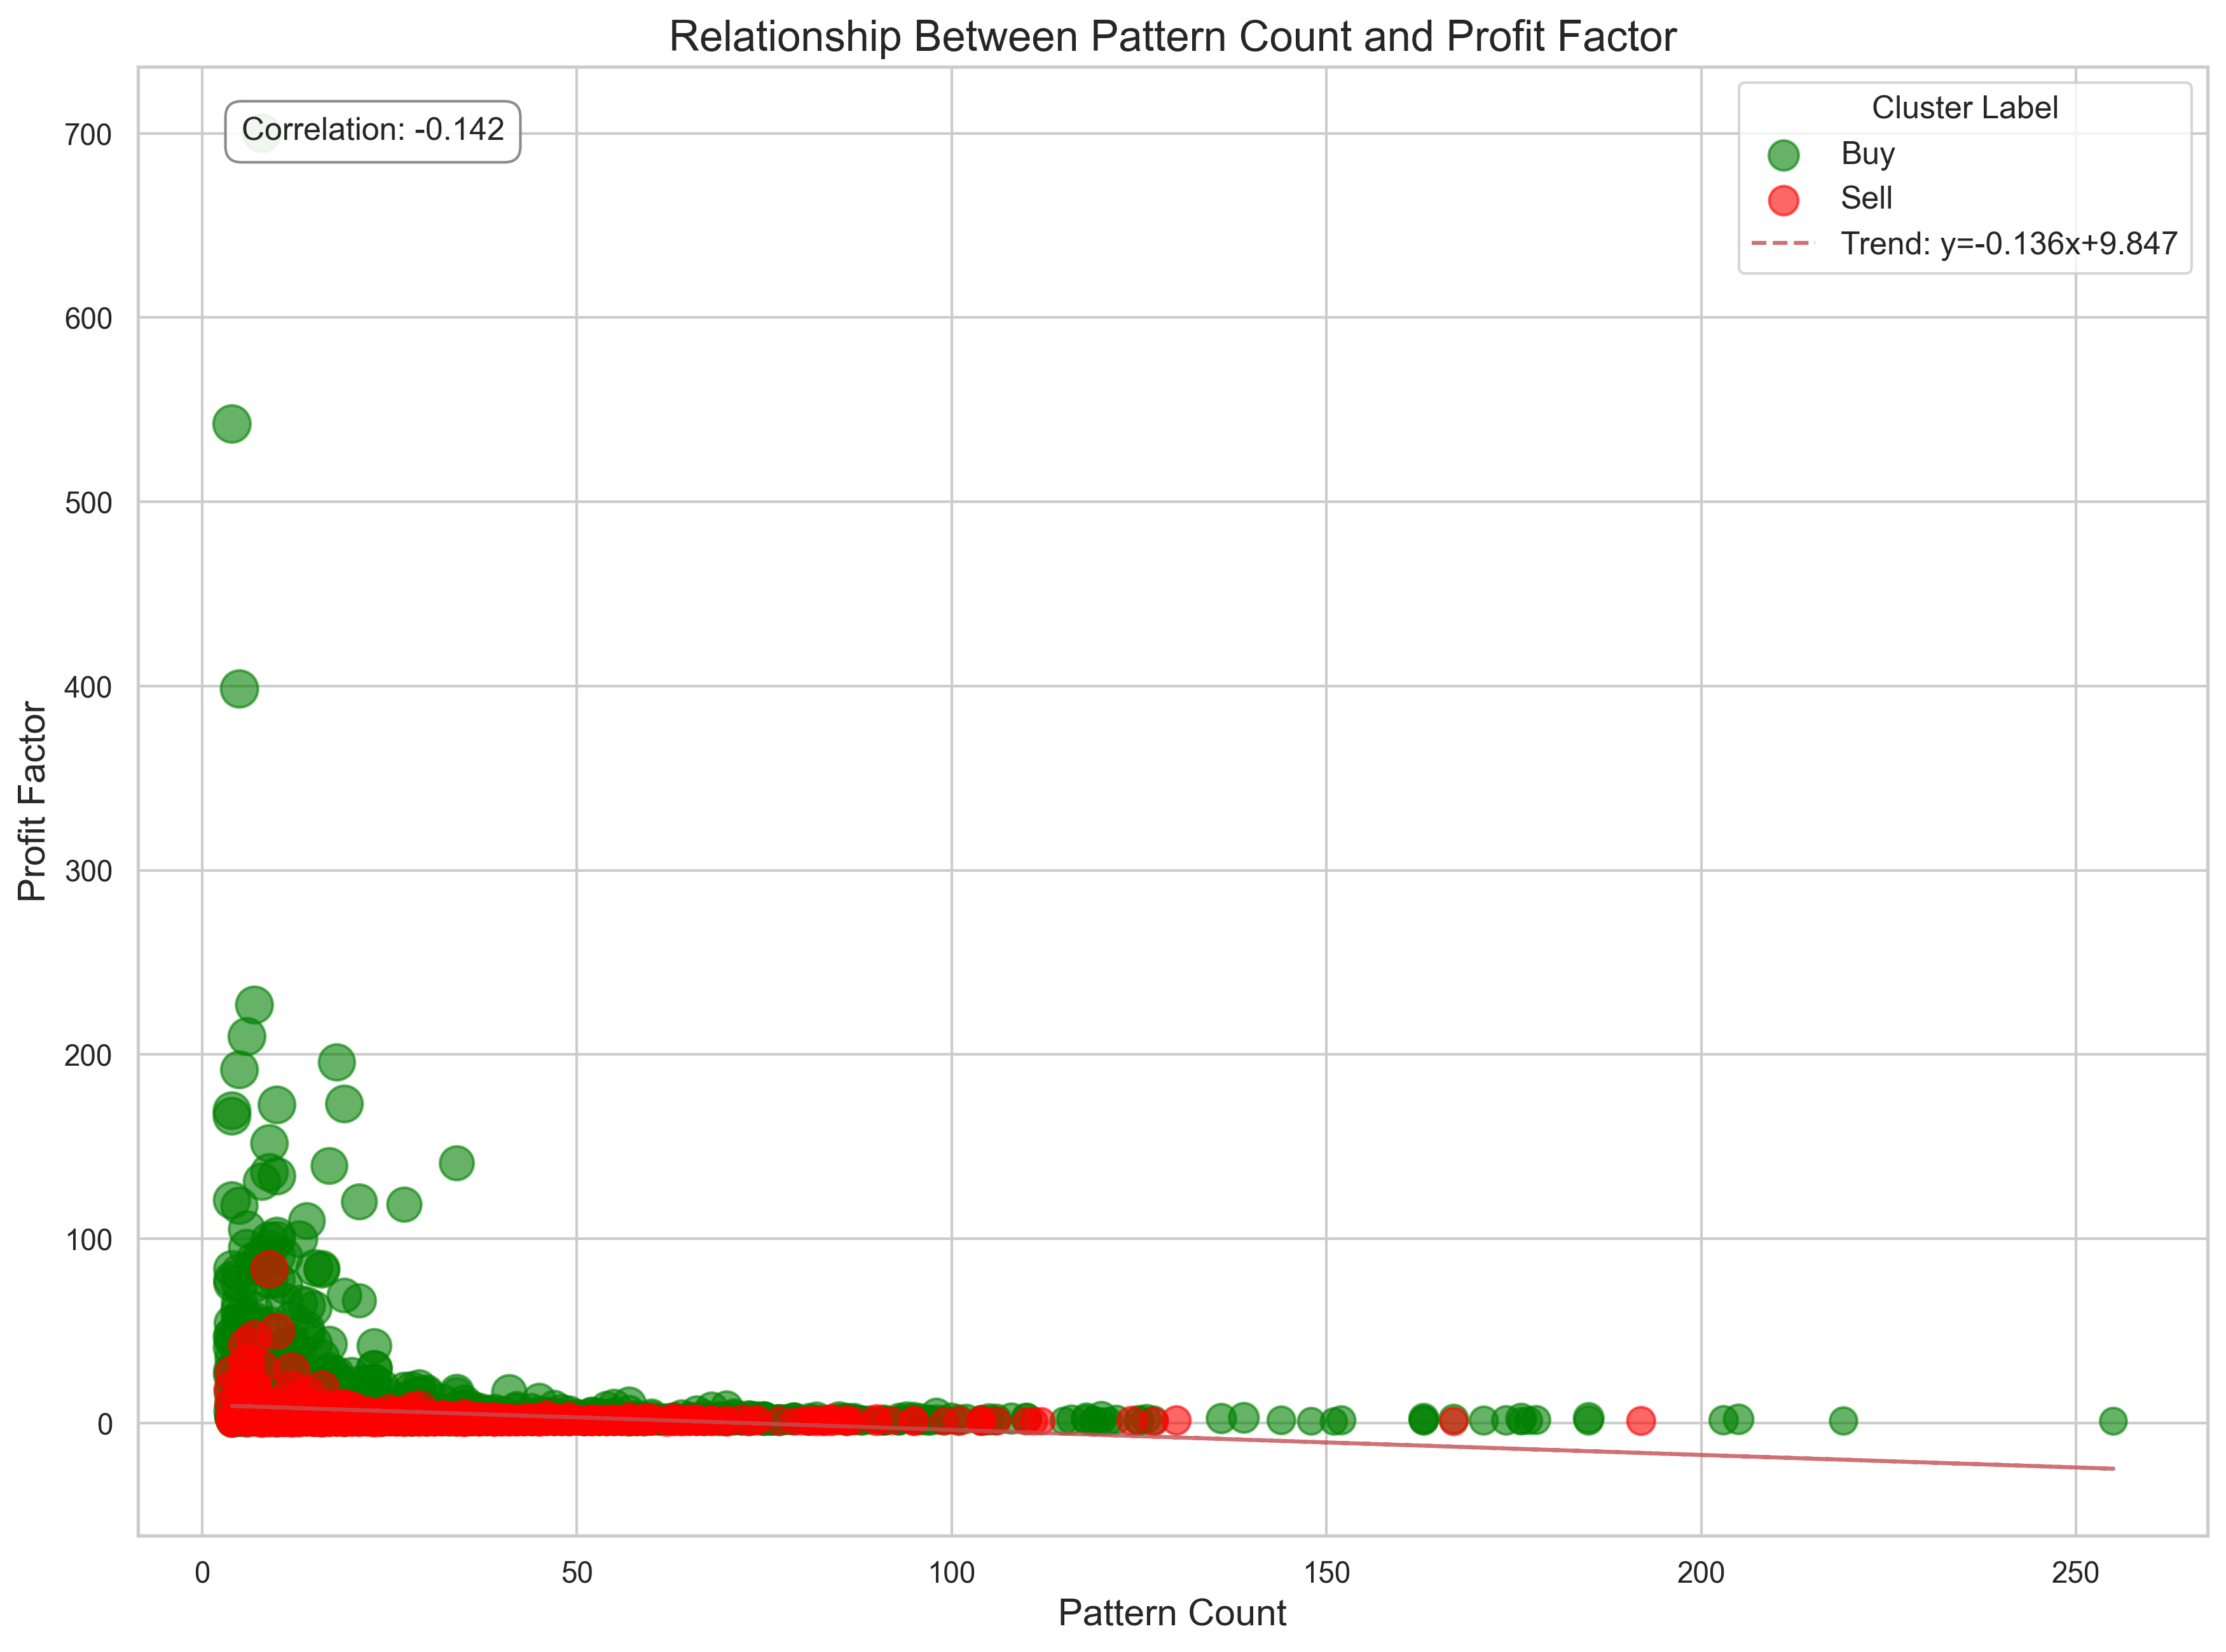 Relationship Between Pattern Count and Profit Factor
Correlation: -0.142
Cluster Label
Buy
Sell
Trend: y=-0.136x+9.847
Profit Factor
700
600
500
400
300
200
100
0
0 50 100 150 200 250
Pattern Count